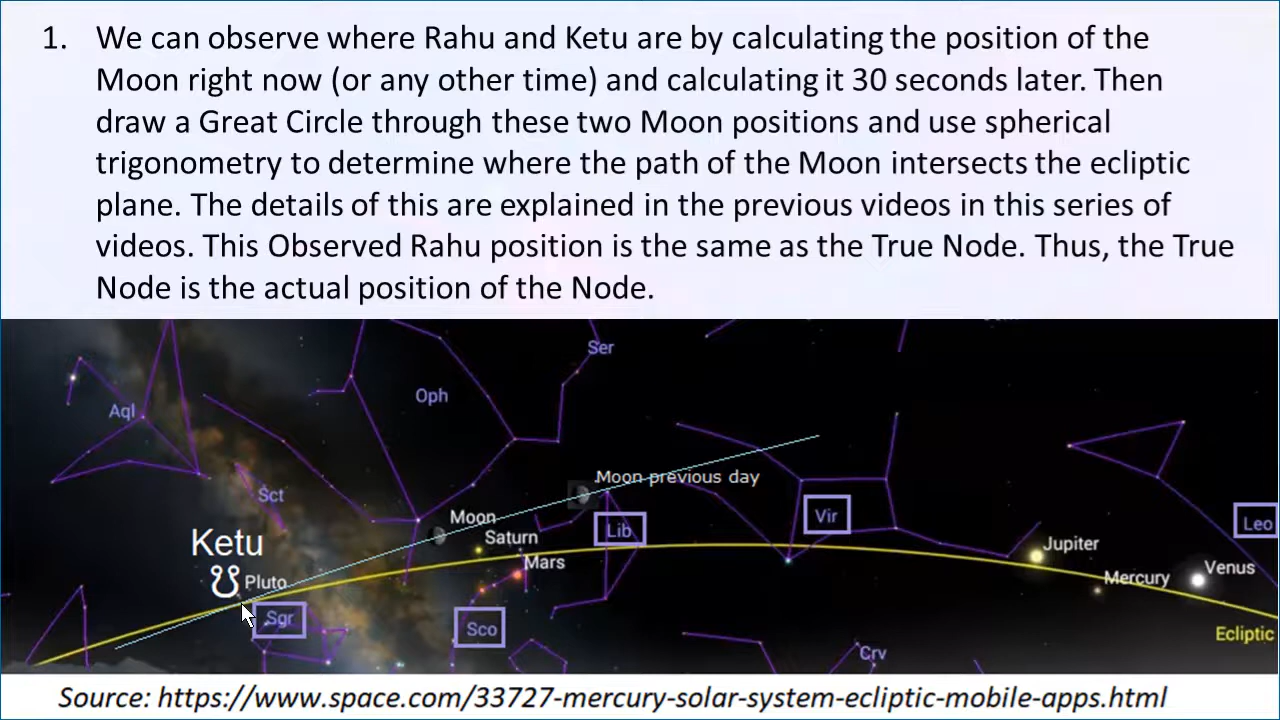 1. We can observe where Rahu and Ketu are by calculating the position of the
Moon right now (or any other time) and calculating it 30 seconds later. Then
draw a Great Circle through these two Moon positions and use spherical
trigonometry to determine where the path of the Moon intersects the ecliptic
plane. The details of this are explained in the previous videos in this series of
videos. This Observed Rahu position is the same as the True Node. Thus, the True
Node is the actual position of the Node.
Ser
Oph
Aql
Moon previous day
Sct
Moon
Vir
Leo
Lib
Saturn
Ketu
Jupiter
Mars
Venus
Pluto
Mercury
Sgr
Sco
Ecliptic
Crv
Source: https://www.space.com/33727-mercury-solar-system-ecliptic-mobile-apps.html